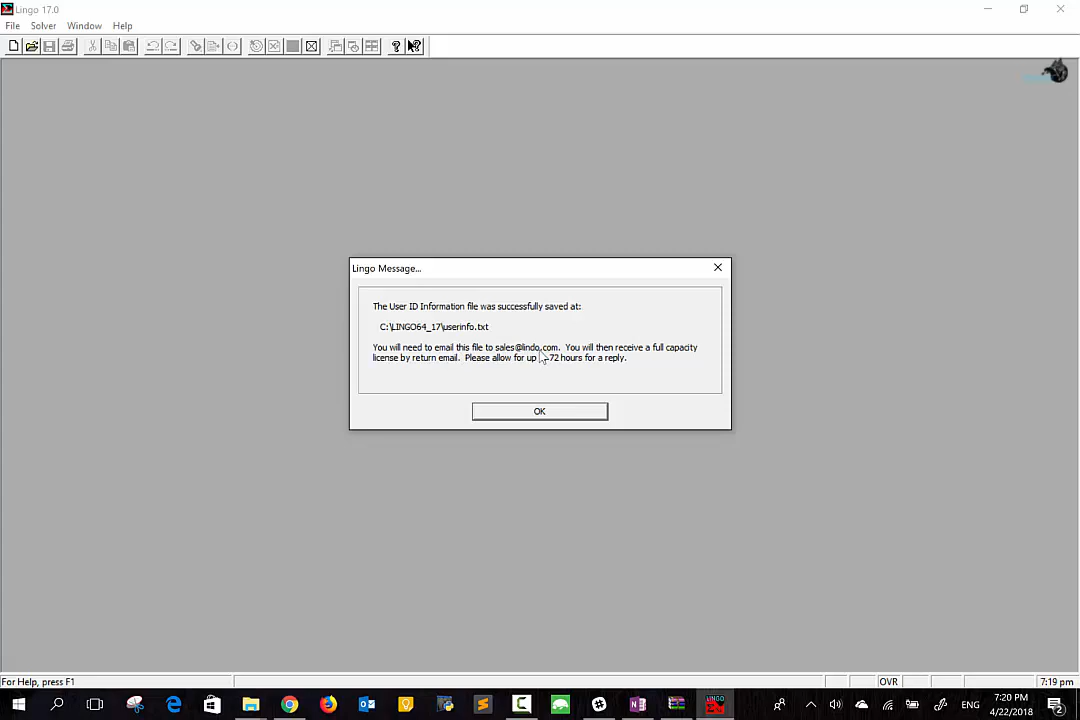 Lingo 17.0
File Solver Window Help
Lingo Message...
The User ID Information file was successfully saved at:
C:\LINGO64_17\userinfo.txt
You will need to email this file to sales@lindo.com. You will then receive a full capacity
license by return email. Please allow for up 72 hours for a reply.
OK
For Help, press F1
OVR
7:19 pm
ENG
7:20 PM
4/22/2018
2